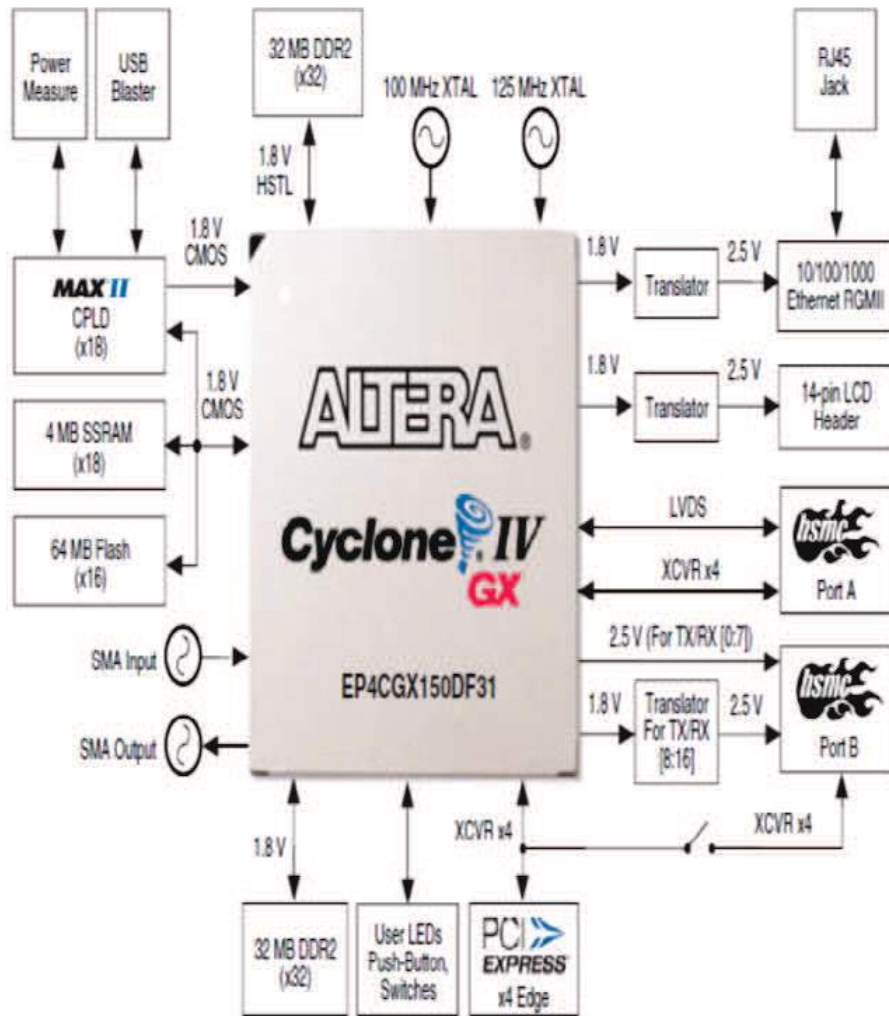 Power
Measure
USB
Blaster
32 MB DDR2
(x32)
100 MHz XTAL
125 MHz XTAL
RJ45
Jack
1.8 V
HSTL
1.8 V
CMOS
MAX II
CPLD
(x18)
1.8 V
Translator
2.5 V
10/100/1000
Ethernet RGMII
1.8 V
CMOS
4 MB SSRAM
(x18)
ALTERA®
1.8 V
Translator
2.5 V
14-pin LCD
Header
64 MB Flash
(x16)
Cyclone® IV
GX
LVDS
XCVR x4
hsmc
Port A
SMA Input
EP4CGX150DF31
2.5 V (For TX/RX [0:7])
SMA Output
1.8 V
Translator
For TX/RX
[8:16]
2.5 V
hsmc
Port B
1.8 V
XCVR x4
XCVR x4
32 MB DDR2
(x32)
User LEDs
Push-Button,
Switches
PCI
EXPRESS®
x4 Edge